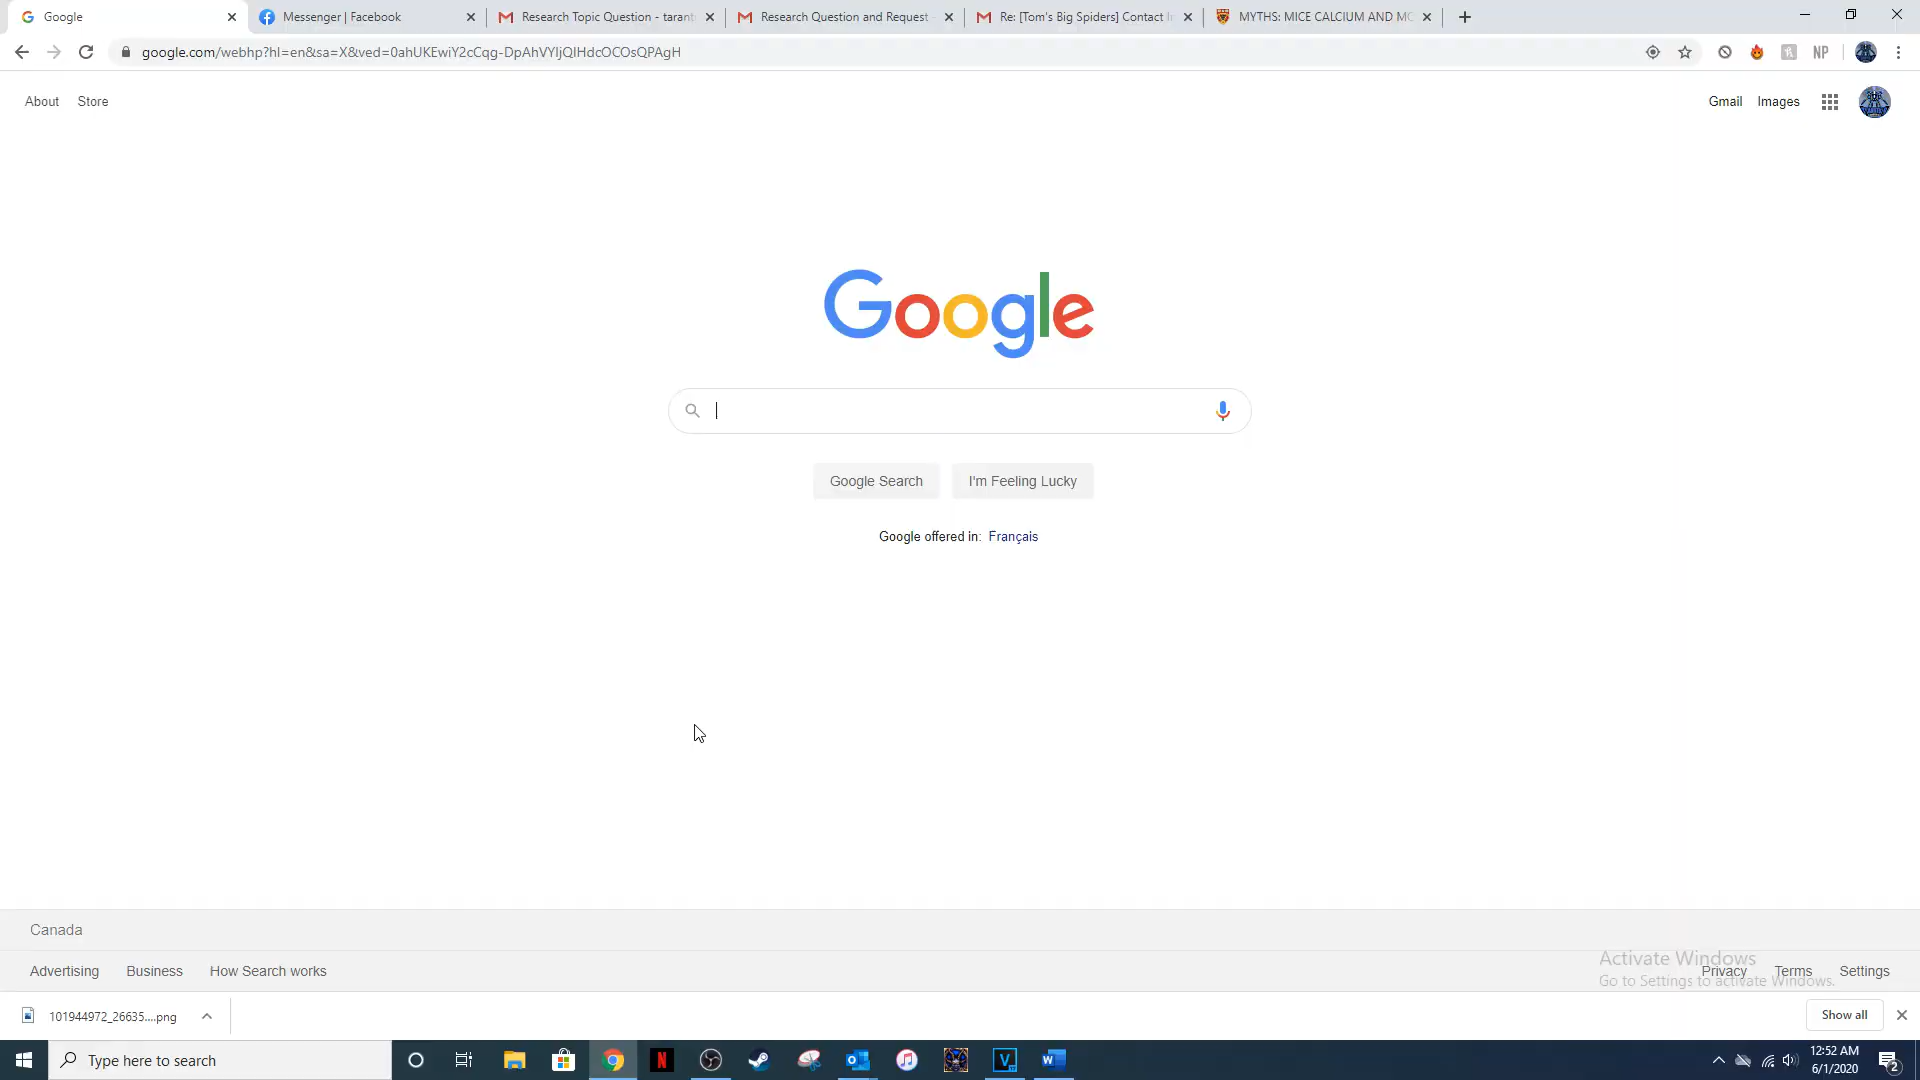 Google
Messenger | Facebook
Research Topic Question - tarant
Research Question and Request
Re: [Tom's Big Spiders] Contact I
MYTHS: MICE CALCIUM AND MO
google.com/webhp?hl=en&sa=X&ved=0ahUKEwiY2cCqg-DpAhVYIjQIHdcOCOsQPAgH
NP
About Store
Gmail Images
Google
Google Search I'm Feeling Lucky
Google offered in: Français
Canada
Advertising Business How Search works
Privacy Terms Settings
Activate Windows
Go to Settings to activate Windows.
101944972_26635....png
Show all
Type here to search
12:52 AM
6/1/2020
2